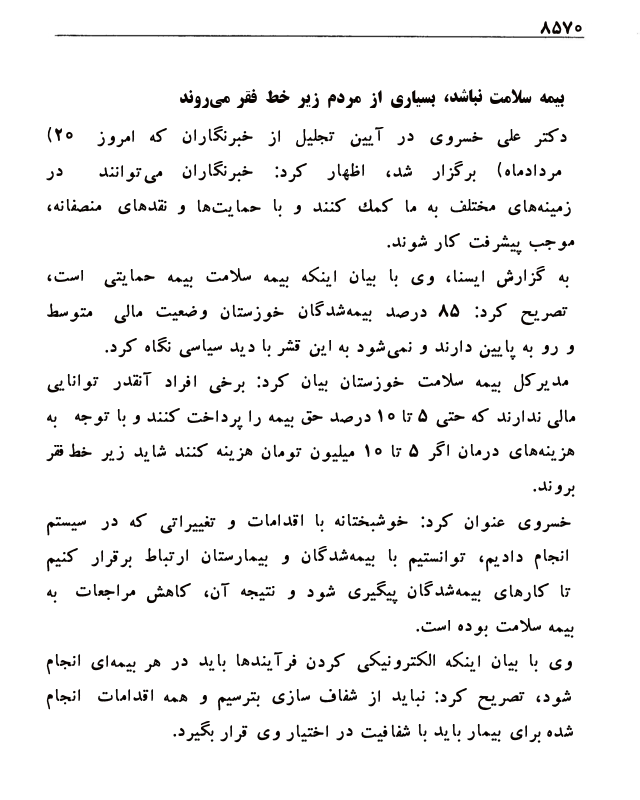 ۸۵۷۰
بیمه سلامت نباشد، بسیاری از مردم زیر خط فقر می‌روند
دکتر علی خسروی در آیین تجلیل از خبرنگاران که امروز ۲۰)
مردادماه) برگزار شد، اظهار کرد: خبرنگاران می‌توانند در
زمینه‌های مختلف به ما کمك کنند و با حمایت‌ها و نقدهای منصفانه،
موجب پیشرفت کار شوند.
به گزارش ایسنا، وی با بیان اینکه بیمه سلامت بیمه حمایتی است،
تصریح کرد: ۸۵ درصد بیمه‌شدگان خوزستان وضعیت مالی متوسط
و رو به پایین دارند و نمی‌شود به این قشر با دید سیاسی نگاه کرد.
مدیرکل بیمه سلامت خوزستان بیان کرد: برخی افراد آنقدر توانایی
مالی ندارند که حتی ۵ تا ۱۰ درصد حق بیمه را پرداخت کنند و با توجه به
هزینه‌های درمان اگر ۵ تا ۱۰ میلیون تومان هزینه کنند شاید زیر خط فقر
بروند.
خسروی عنوان کرد: خوشبختانه با اقدامات و تغییراتی که در سیستم
انجام دادیم، توانستیم با بیمه‌شدگان و بیمارستان ارتباط برقرار کنیم
تا کارهای بیمه‌شدگان پیگیری شود و نتیجه آن، کاهش مراجعات به
بیمه سلامت بوده است.
وی با بیان اینکه الکترونیکی کردن فرآیندها باید در هر بیمه‌ای انجام
شود، تصریح کرد: نباید از شفاف سازی بترسیم و همه اقدامات انجام
شده برای بیمار باید با شفافیت در اختیار وی قرار بگیرد.